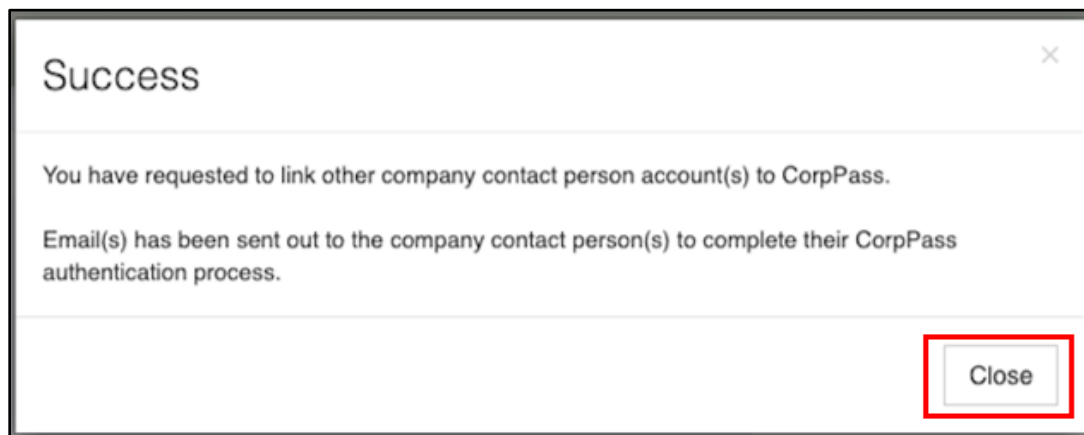 Success
You have requested to link other company contact person account(s) to CorpPass.
Email(s) has been sent out to the company contact person(s) to complete their CorpPass
authentication process.
Close